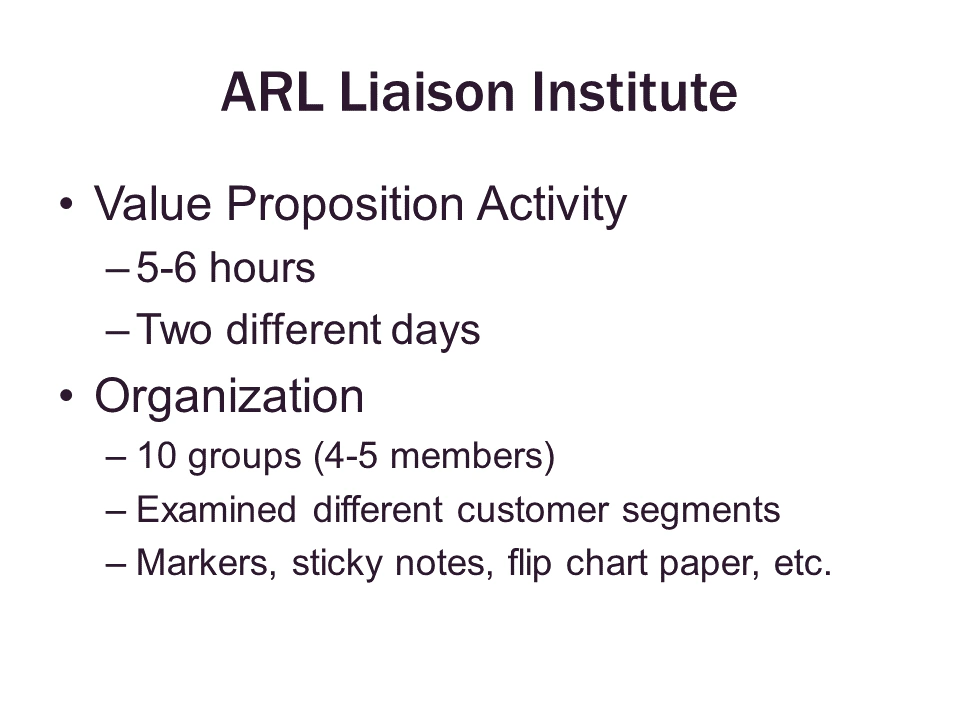 ARL Liaison Institute
• Value Proposition Activity
– 5-6 hours
– Two different days
• Organization
– 10 groups (4-5 members)
– Examined different customer segments
– Markers, sticky notes, flip chart paper, etc.